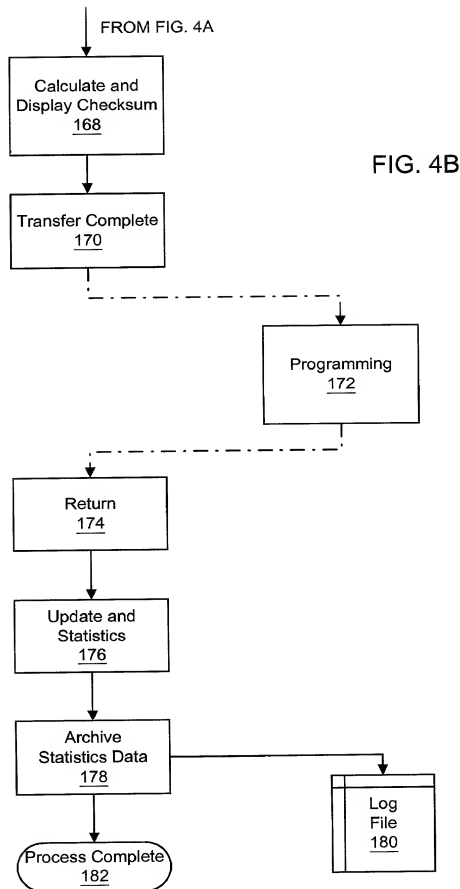 FROM FIG. 4A
Calculate and
Display Checksum
168
FIG. 4B
Transfer Complete
170
Programming
172
Return
174
Update and
Statistics
176
Archive
Statistics Data
178
Log
File
180
Process Complete
182